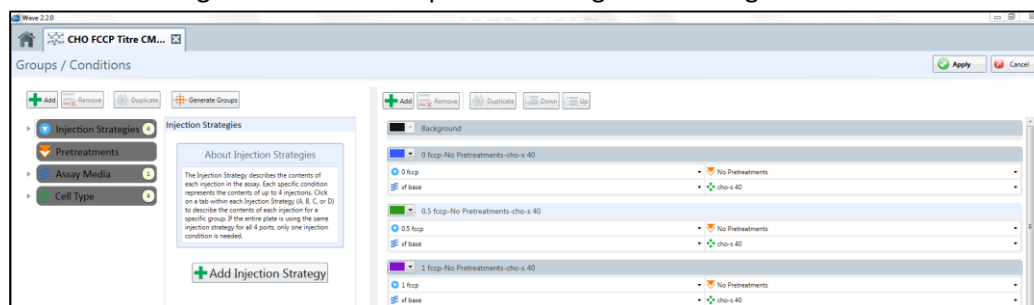 Wave 2.2.0
CHO FCCP Titre CM...
Groups / Conditions
Apply
Cancel
Add
Remove
Duplicate
Generate Groups
Injection Strategies 4
Pretreatments
Assay Media 1
Cell Type 4
Injection Strategies
About Injection Strategies
The Injection Strategy describes the contents of
each injection in the assay. Each specific condition
represents the contents of up to 4 injections. Click
on a tab within each Injection Strategy (A, B, C, or D)
to describe the contents of each injection for a
specific group. If the entire plate is using the same
injection strategy for all 4 ports, only one injection
condition is needed.
Add Injection Strategy
Add
Remove
Duplicate
Down
Up
Background
0 fccp-No Pretreatments-cho-s 40
0 fccp
No Pretreatments
xf base
cho-s 40
0.5 fccp-No Pretreatments-cho-s 40
0.5 fccp
No Pretreatments
xf base
cho-s 40
1 fccp-No Pretreatments-cho-s 40
1 fccp
No Pretreatments
xf base
cho-s 40